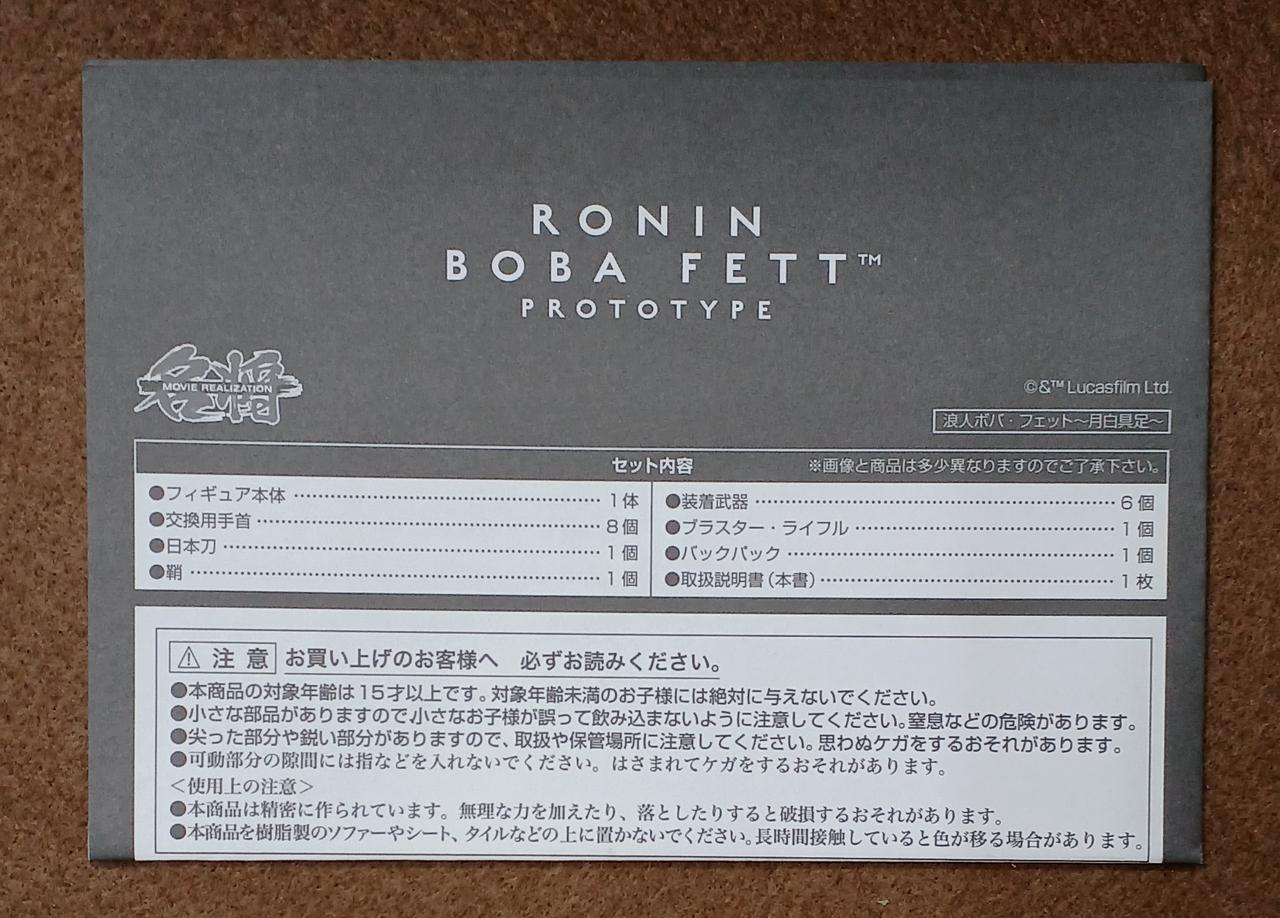 RONIN
BOBA FETT™
PROTOTYPE
名将
MOVIE REALIZATION
©&™ Lucasfilm Ltd.
浪人ボバ・フェット〜月白具足〜
セット内容
※画像と商品は多少異なりますのでご了承下さい。
●フィギュア本体 1体
●交換用手首 8個
●日本刀 1個
●鞘 1個
●装着武器 6個
●ブラスター・ライフル 1個
●バックパック 1個
●取扱説明書(本書) 1枚
⚠ 注意 お買い上げのお客様へ 必ずお読みください。
●本商品の対象年齢は15才以上です。対象年齢未満のお子様には絶対に与えないでください。
●小さな部品がありますので小さなお子様が誤って飲み込まないように注意してください。窒息などの危険があります。
●尖った部分や鋭い部分がありますので、取扱や保管場所に注意してください。思わぬケガをするおそれがあります。
●可動部分の隙間には指などを入れないでください。はさまれてケガをするおそれがあります。
<使用上の注意>
●本商品は精密に作られています。無理な力を加えたり、落としたりすると破損するおそれがあります。
●本商品を樹脂製のソファーやシート、タイルなどの上に置かないでください。長時間接触していると色が移る場合があります。